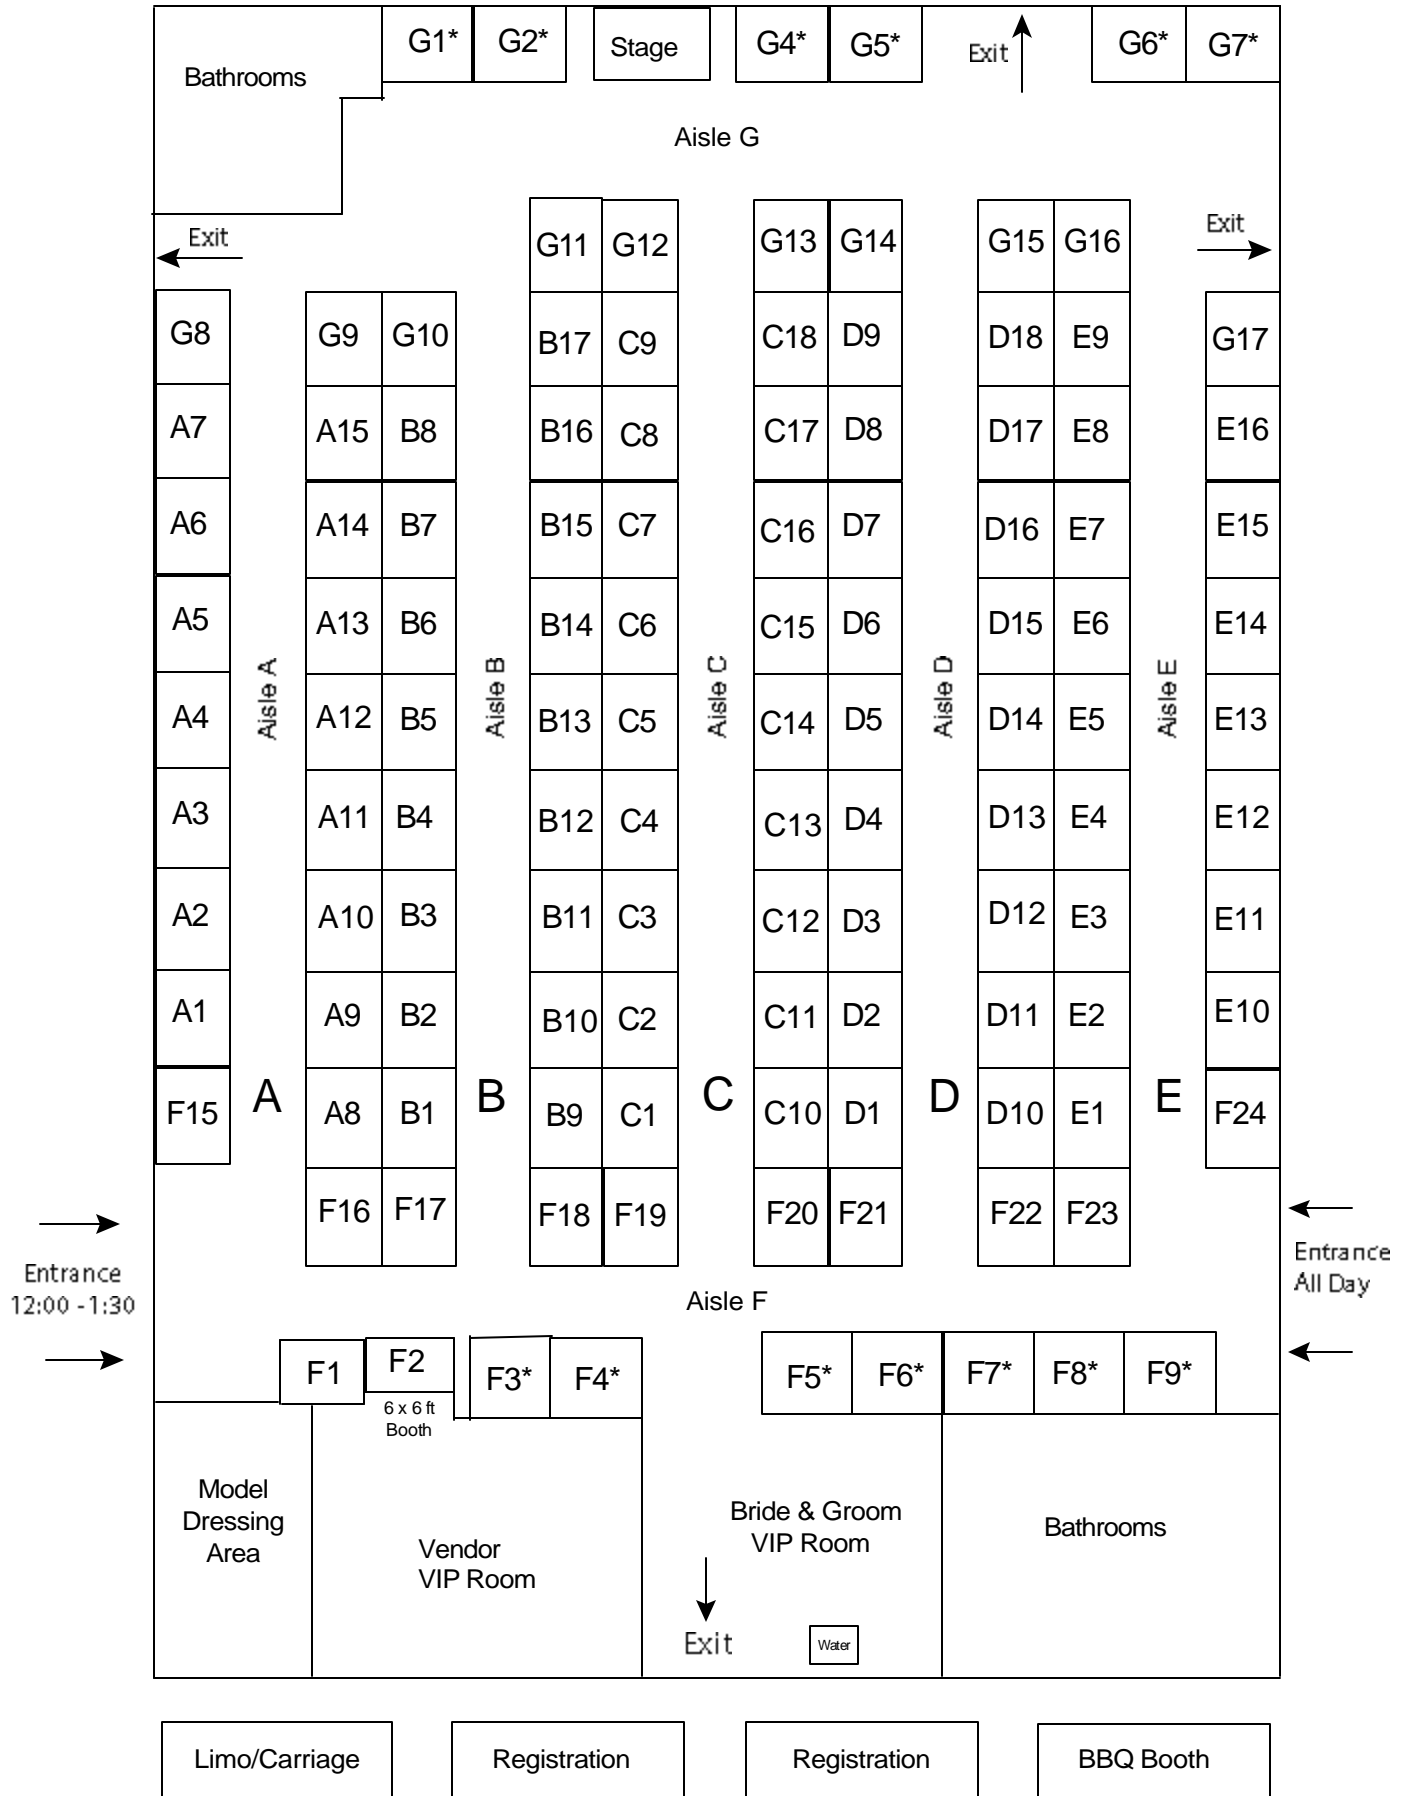 G1* G2* Stage G4* G5* Exit G6* G7*
Bathrooms
Aisle G
Exit Exit
G11 G12 G13 G14 G15 G16
G8 G9 G10 B17 C9 C18 D9 D18 E9 G17
A7 A15 B8 B16 C8 C17 D8 D17 E8 E16
A6 A14 B7 B15 C7 C16 D7 D16 E7 E15
A5 A13 B6 B14 C6 C15 D6 D15 E6 E14
Aisle A Aisle B Aisle C Aisle D Aisle E
A4 A12 B5 B13 C5 C14 D5 D14 E5 E13
A3 A11 B4 B12 C4 C13 D4 D13 E4 E12
A2 A10 B3 B11 C3 C12 D3 D12 E3 E11
A1 A9 B2 B10 C2 C11 D2 D11 E2 E10
A B C D E
F15 A8 B1 B9 C1 C10 D1 D10 E1 F24
F16 F17 F18 F19 F20 F21 F22 F23
Entrance
12:00 - 1:30
Entrance
All Day
Aisle F
F1 F2 F3* F4* F5* F6* F7* F8* F9*
6 x 6 ft
Booth
Model
Dressing
Area
Vendor
VIP Room
Bride & Groom
VIP Room
Bathrooms
Exit
Water
Limo/Carriage Registration Registration BBQ Booth